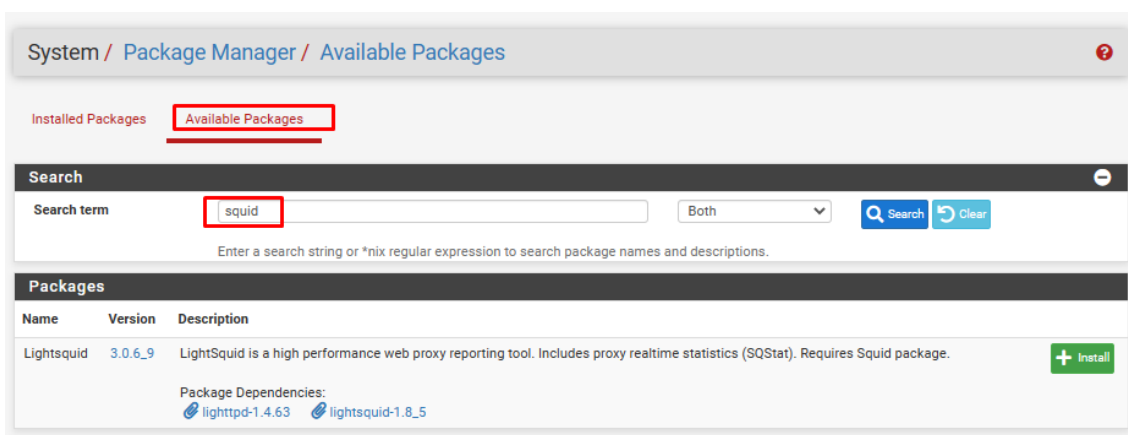 System / Package Manager / Available Packages
Installed Packages Available Packages
Search
Search term squid Both Search Clear
Enter a search string or *nix regular expression to search package names and descriptions.
Packages
Name Version Description
Lightsquid 3.0.6_9 LightSquid is a high performance web proxy reporting tool. Includes proxy realtime statistics (SQStat). Requires Squid package. Install
Package Dependencies:
lighttpd-1.4.63 lightsquid-1.8_5